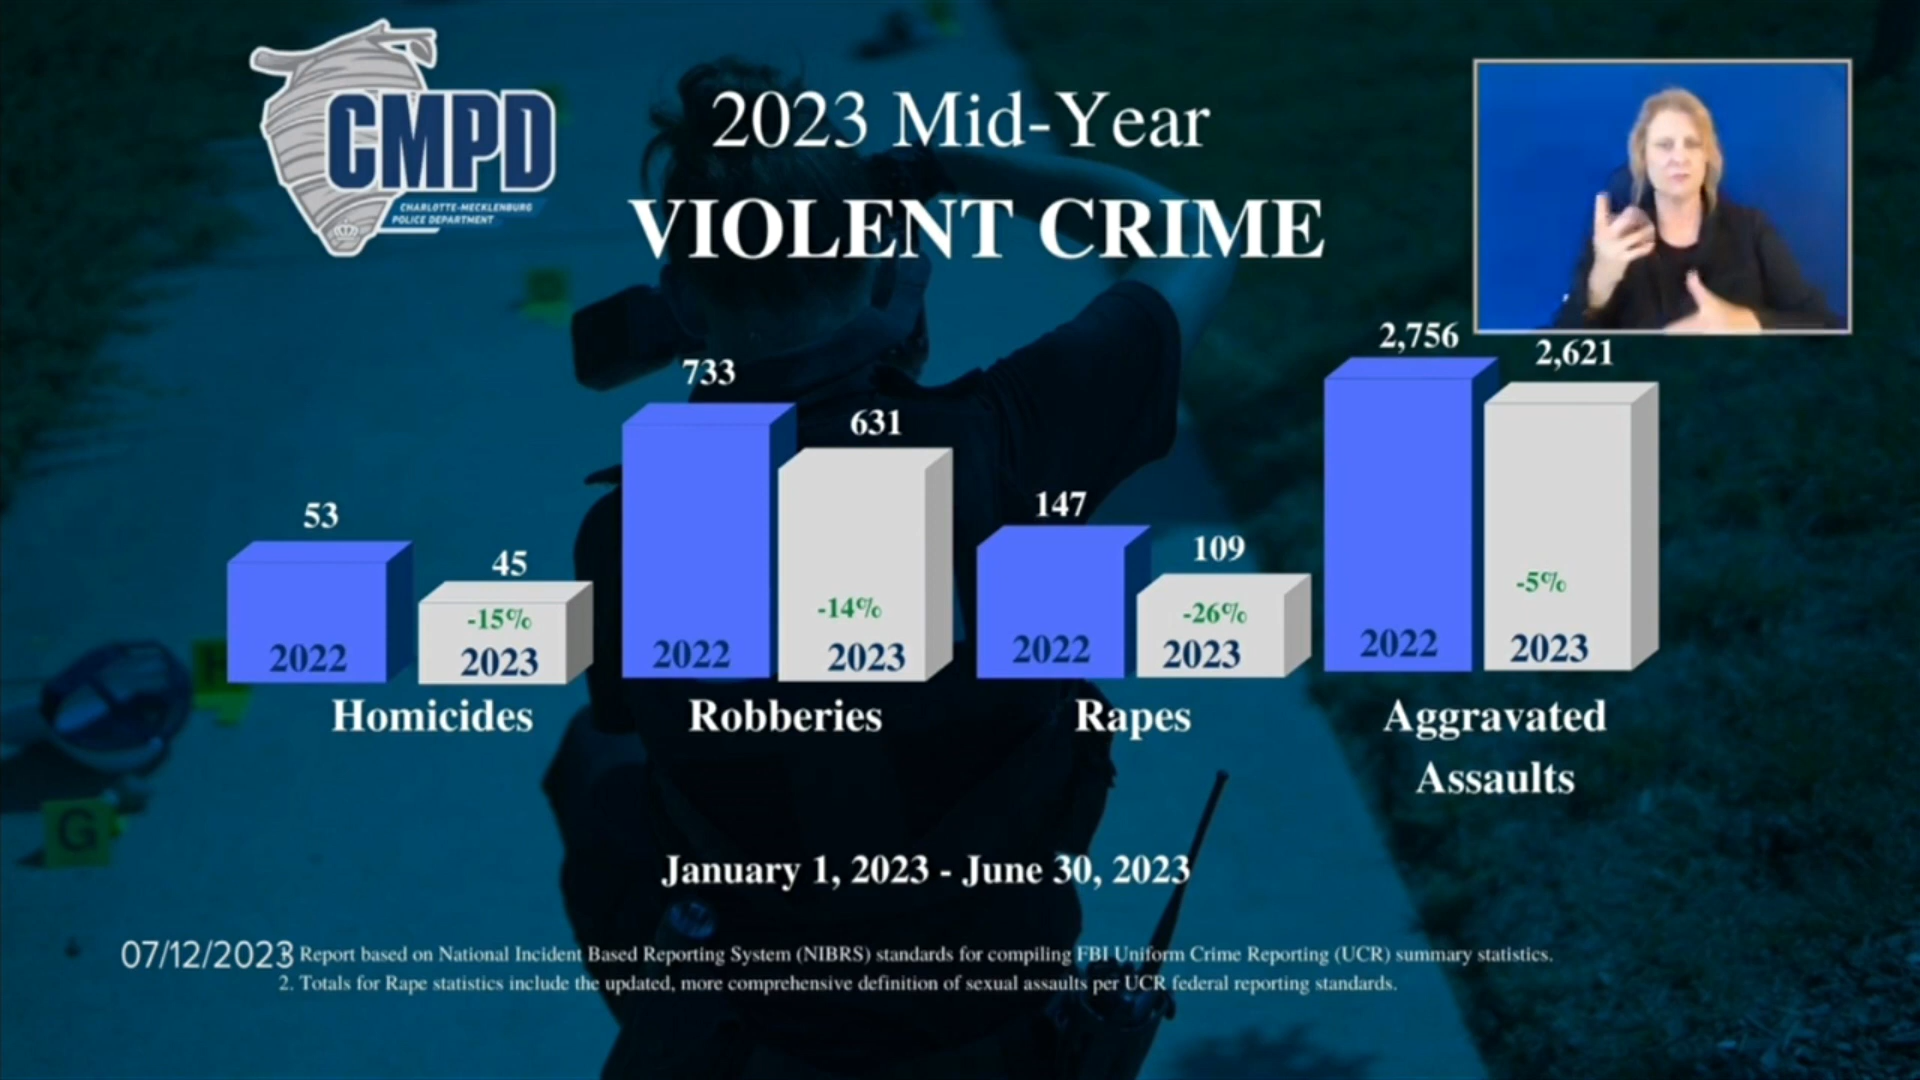 CMPD
CHARLOTTE-MECKLENBURG
POLICE DEPARTMENT
2023 Mid-Year
VIOLENT CRIME
53
45
-15%
2022
2023
Homicides
733
631
-14%
2022
2023
Robberies
147
109
-26%
2022
2023
Rapes
2,756
2,621
-5%
2022
2023
Aggravated
Assaults
G
January 1, 2023 - June 30, 2023
07/12/2023
Report based on National Incident Based Reporting System (NIBRS) standards for compiling FBI Uniform Crime Reporting (UCR) summary statistics.
2. Totals for Rape statistics include the updated, more comprehensive definition of sexual assaults per UCR federal reporting standards.